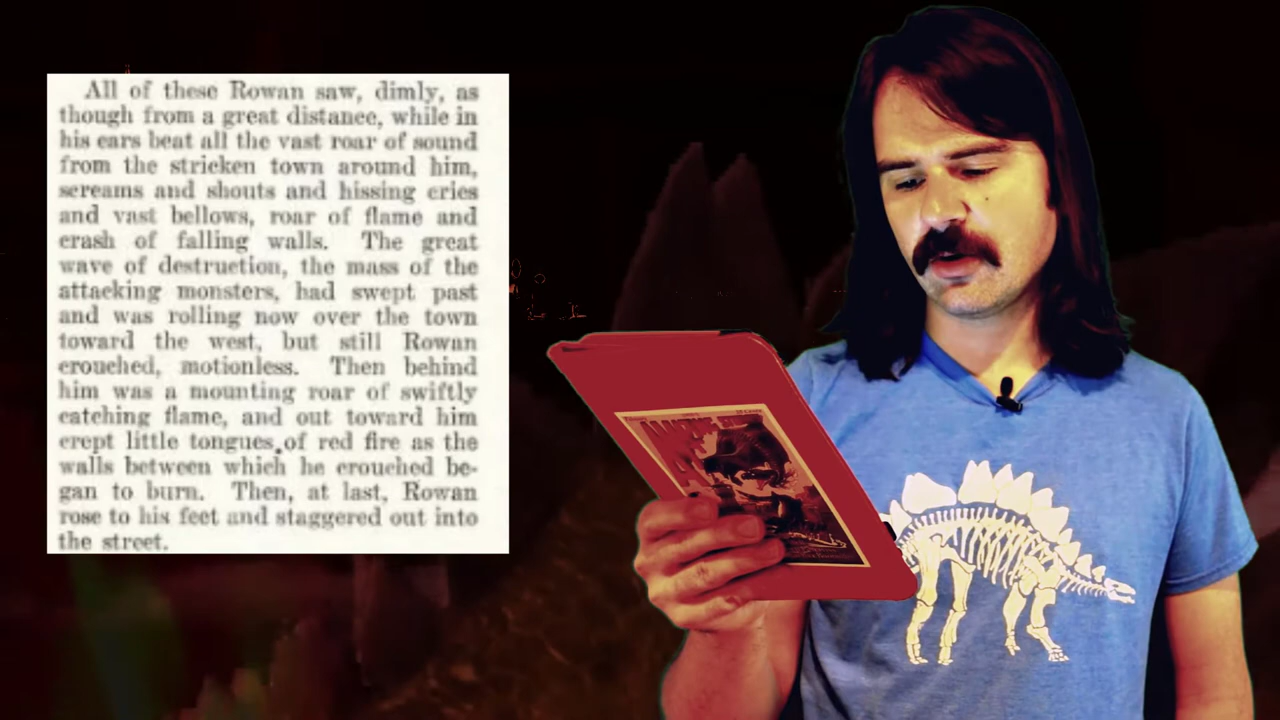 All of these Rowan saw, dimly, as
though from a great distance, while in
his ears beat all the vast roar of sound
from the stricken town around him,
screams and shouts and hissing cries
and vast bellows, roar of flame and
crash of falling walls. The great
wave of destruction, the mass of the
attacking monsters, had swept past
and was rolling now over the town
toward the west, but still Rowan
crouched, motionless. Then behind
him was a mounting roar of swiftly
catching flame, and out toward him
crept little tongues of red fire as the
walls between which he crouched be-
gan to burn. Then, at last, Rowan
rose to his feet and staggered out into
the street.